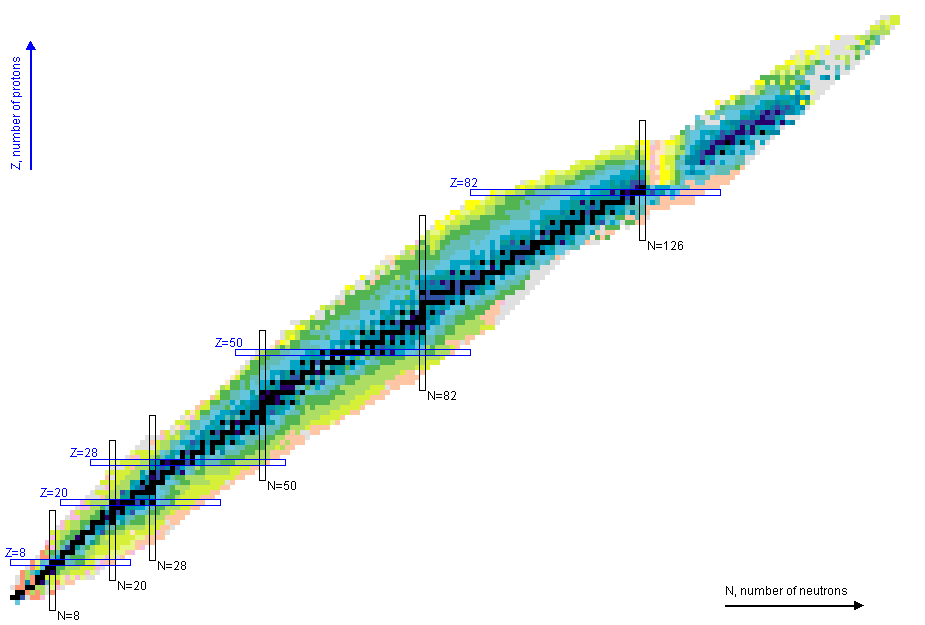 Z, number of protons
Z=82
N=126
Z=50
N=82
Z=28
N=50
Z=20
N=28
Z=8
N=20
N=8
N, number of neutrons